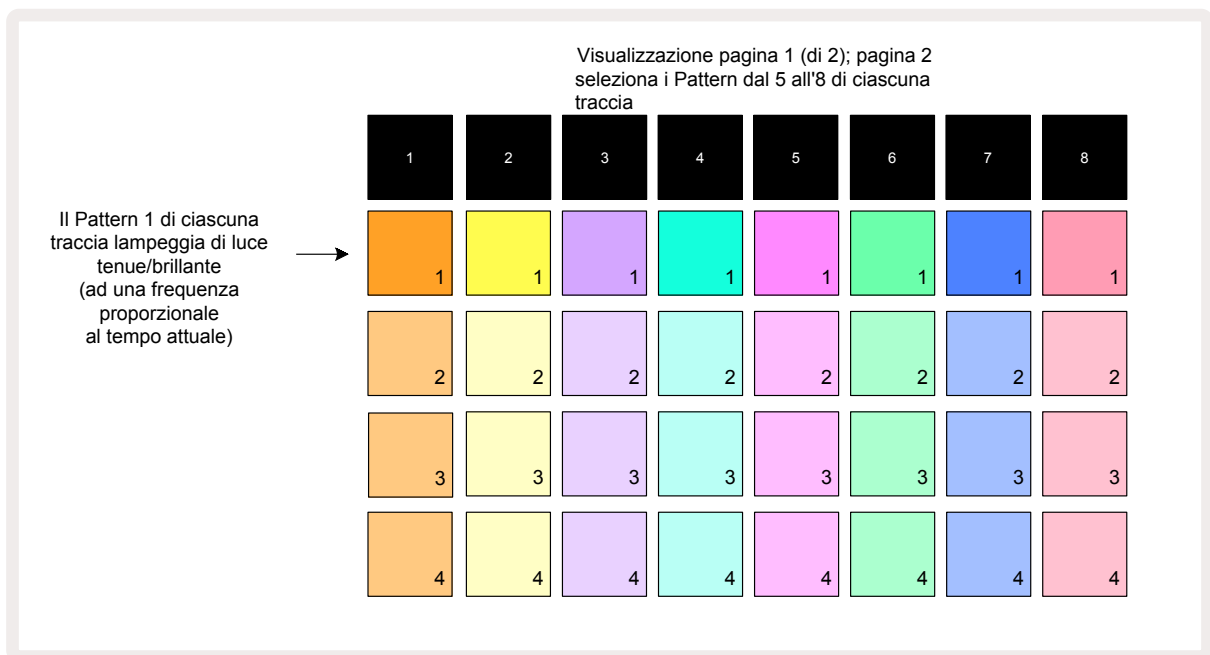 Visualizzazione pagina 1 (di 2); pagina 2
seleziona i Pattern dal 5 all'8 di ciascuna
traccia
1 2 3 4 5 6 7 8
Il Pattern 1 di ciascuna
traccia lampeggia di luce
tenue/brillante
(ad una frequenza
proporzionale
al tempo attuale)
1 1 1 1 1 1 1 1
2 2 2 2 2 2 2 2
3 3 3 3 3 3 3 3
4 4 4 4 4 4 4 4